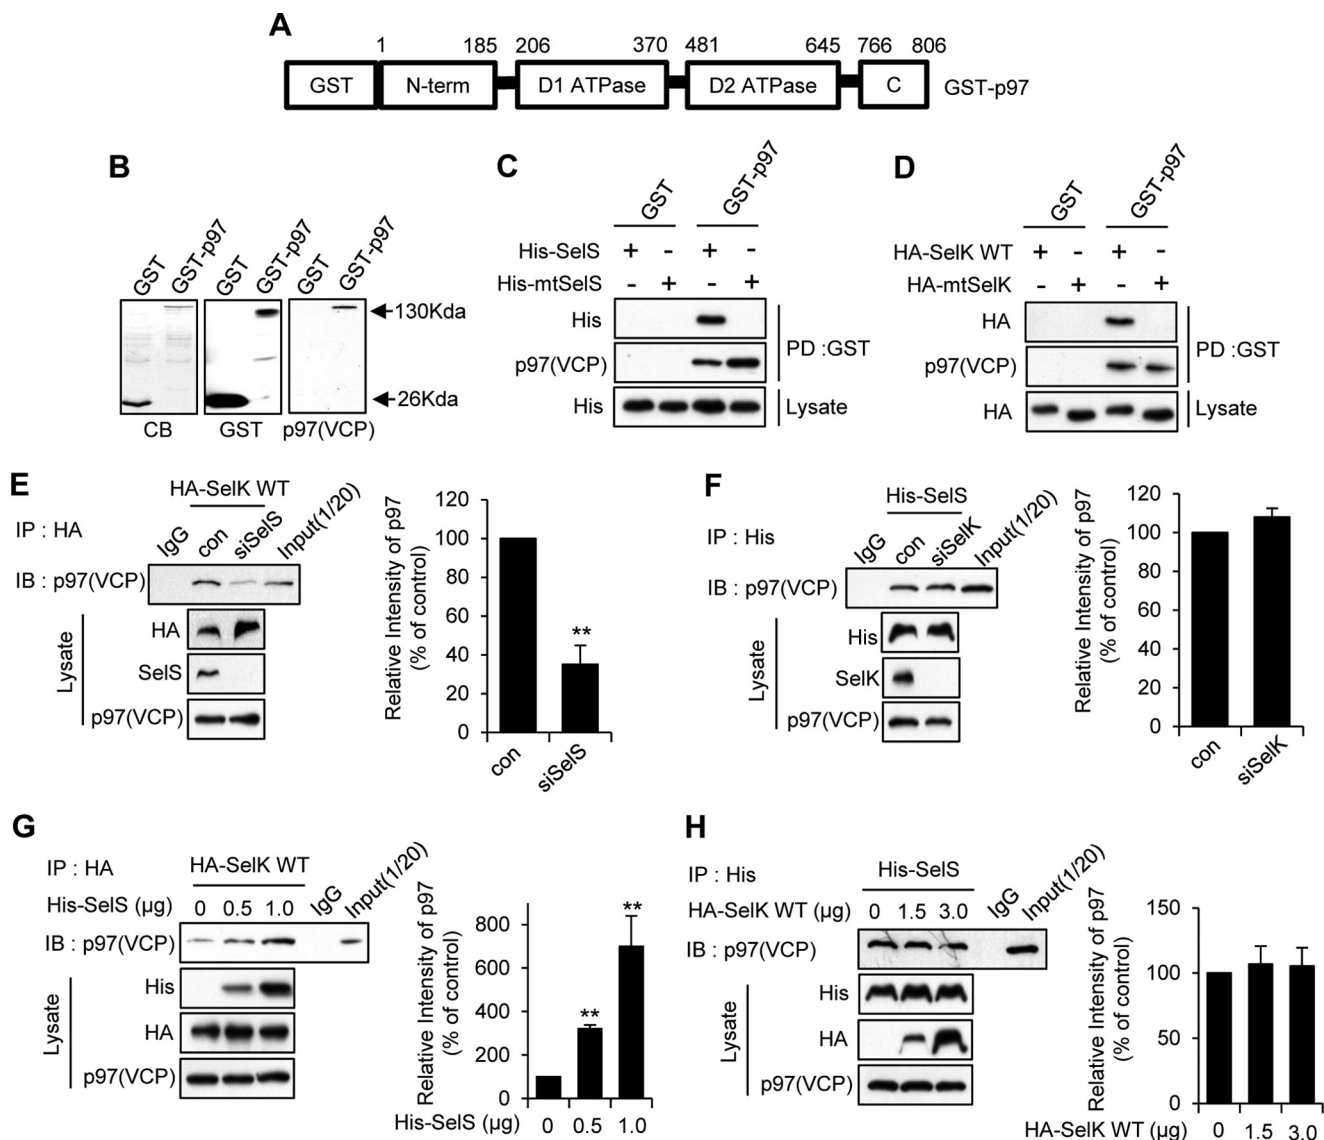 A
1 185 206 370 481 645 766 806
GST N-term D1 ATPase D2 ATPase C GST-p97
B
GST GST-p97 GST GST-p97 GST GST-p97
130Kda
26Kda
CB GST p97(VCP)
C
GST GST-p97
His-SelS + - + -
His-mtSelS - + - +
His
p97(VCP)
PD :GST
His Lysate
D
GST GST-p97
HA-SelK WT + - + -
HA-mtSelK - + - +
HA
p97(VCP)
PD :GST
HA Lysate
E
HA-SelK WT
IP : HA
IgG con siSelS Input(1/20)
IB : p97(VCP)
Lysate
HA
SelS
p97(VCP)
Relative Intensity of p97
(% of control)
120
100
80
60
40
20
0
**
con siSelS
F
His-SelS
IP : His
IgG con siSelK Input(1/20)
IB : p97(VCP)
Lysate
His
SelK
p97(VCP)
Relative Intensity of p97
(% of control)
120
100
80
60
40
20
0
con siSelK
G
IP : HA
HA-SelK WT
His-SelS (µg) 0 0.5 1.0 IgG Input(1/20)
IB : p97(VCP)
Lysate
His
HA
p97(VCP)
Relative Intensity of p97
(% of control)
800
600
400
200
0
** **
His-SelS (µg) 0 0.5 1.0
H
IP : His
His-SelS
HA-SelK WT (µg) 0 1.5 3.0 IgG Input(1/20)
IB : p97(VCP)
Lysate
His
HA
p97(VCP)
Relative Intensity of p97
(% of control)
150
100
50
0
HA-SelK WT (µg) 0 1.5 3.0